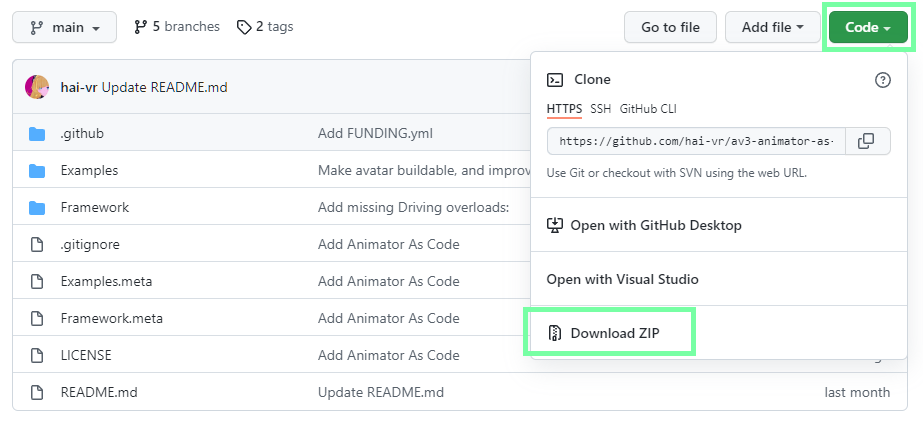 main
5 branches
2 tags
Go to file
Add file
Code
hai-vr Update README.md
.github Add FUNDING.yml
Examples Make avatar buildable, and improv
Framework Add missing Driving overloads:
.gitignore Add Animator As Code
Examples.meta Add Animator As Code
Framework.meta Add Animator As Code
LICENSE Add Animator As Code
README.md Update README.md last month
Clone
HTTPS SSH GitHub CLI
https://github.com/hai-vr/av3-animator-as-
Use Git or checkout with SVN using the web URL.
Open with GitHub Desktop
Open with Visual Studio
Download ZIP